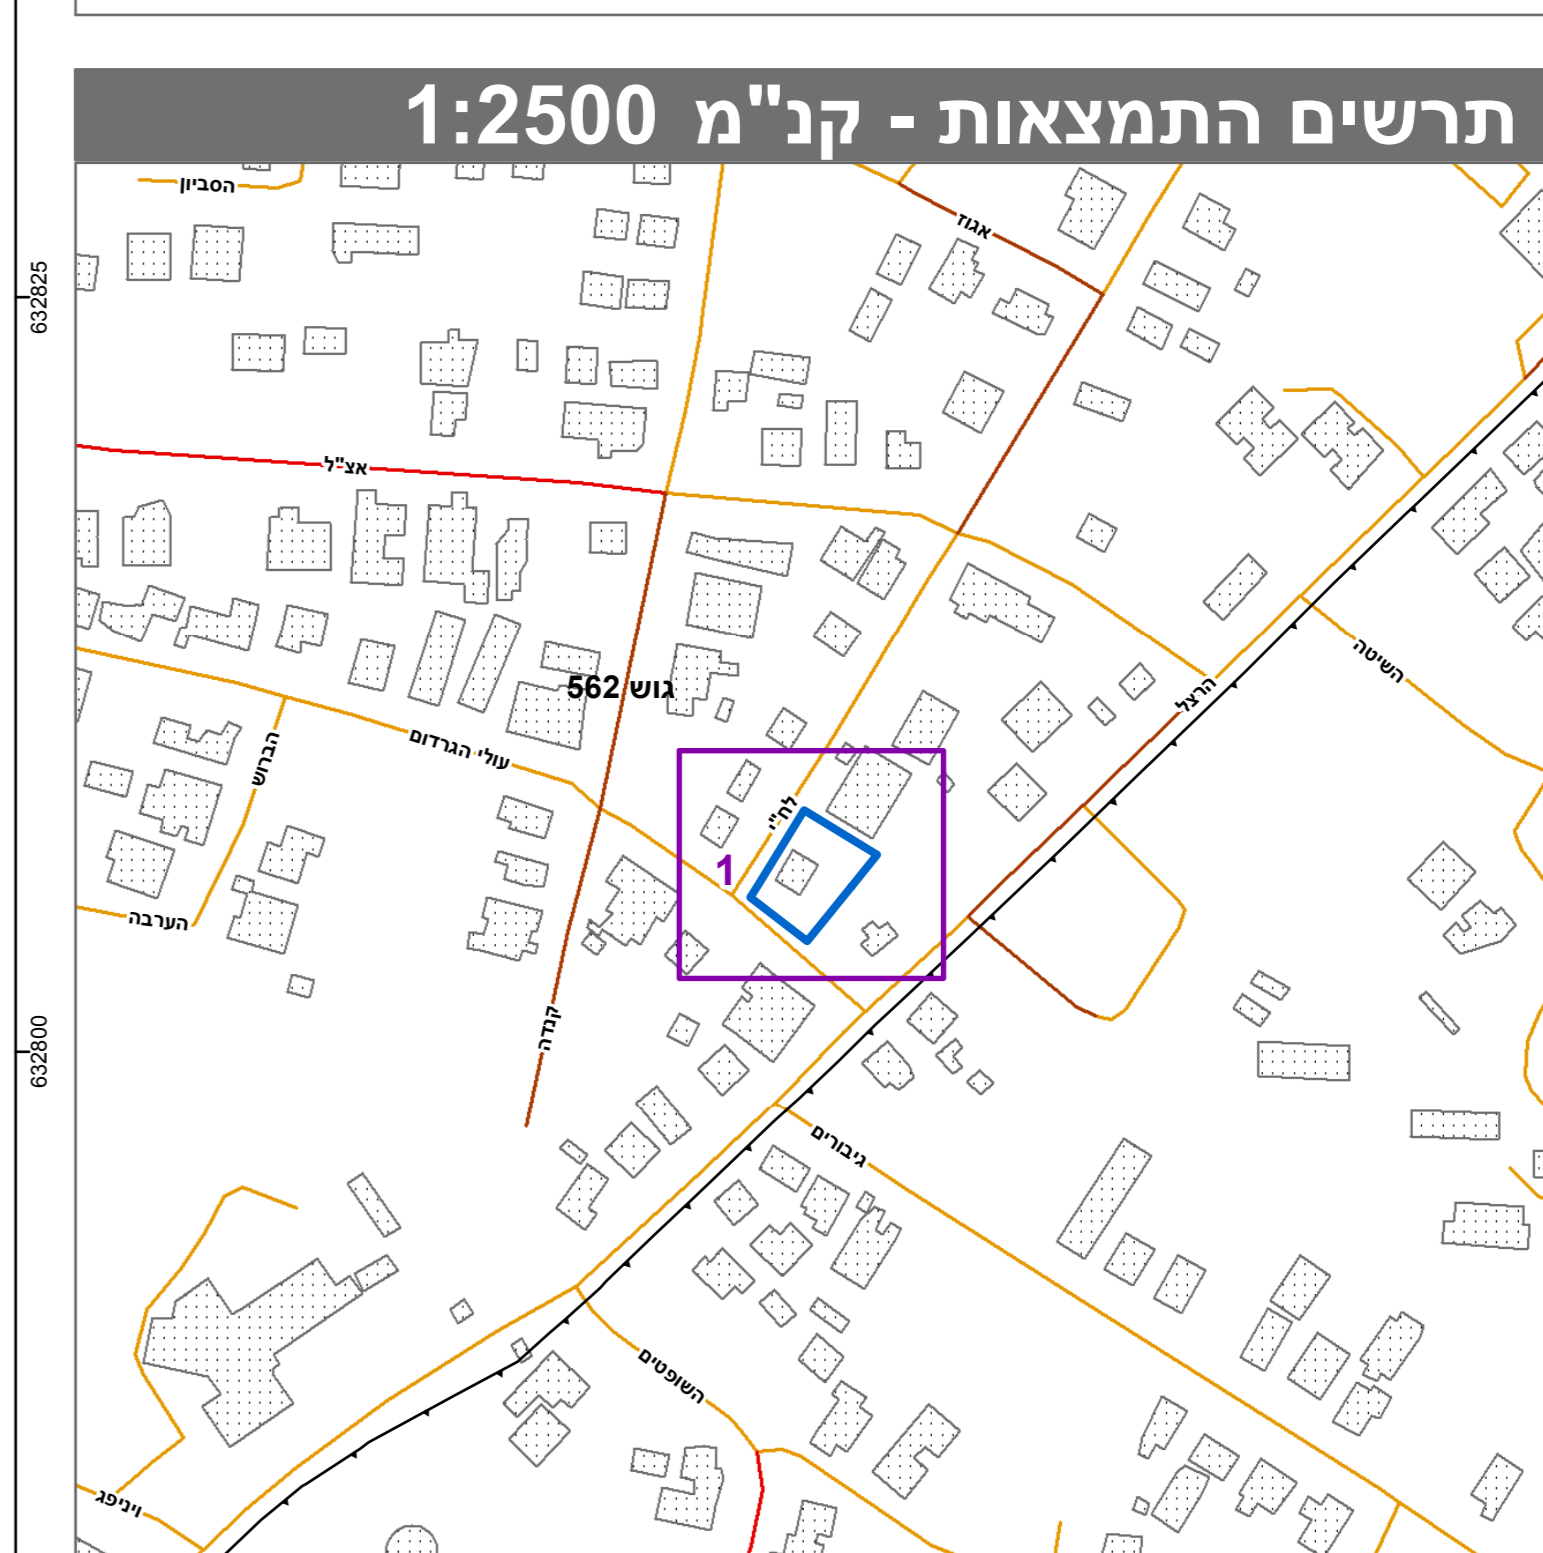 תרשים התמצאות - קנ"מ 1:2500
הסביון
אגוז
632825
אצ"ל
השיטה
הרצל
גוש 562
עולי הגרדום
הברוש
לח"י
1
הערבה
קנדה
632800
גיבורים
השופטים
ויניפג